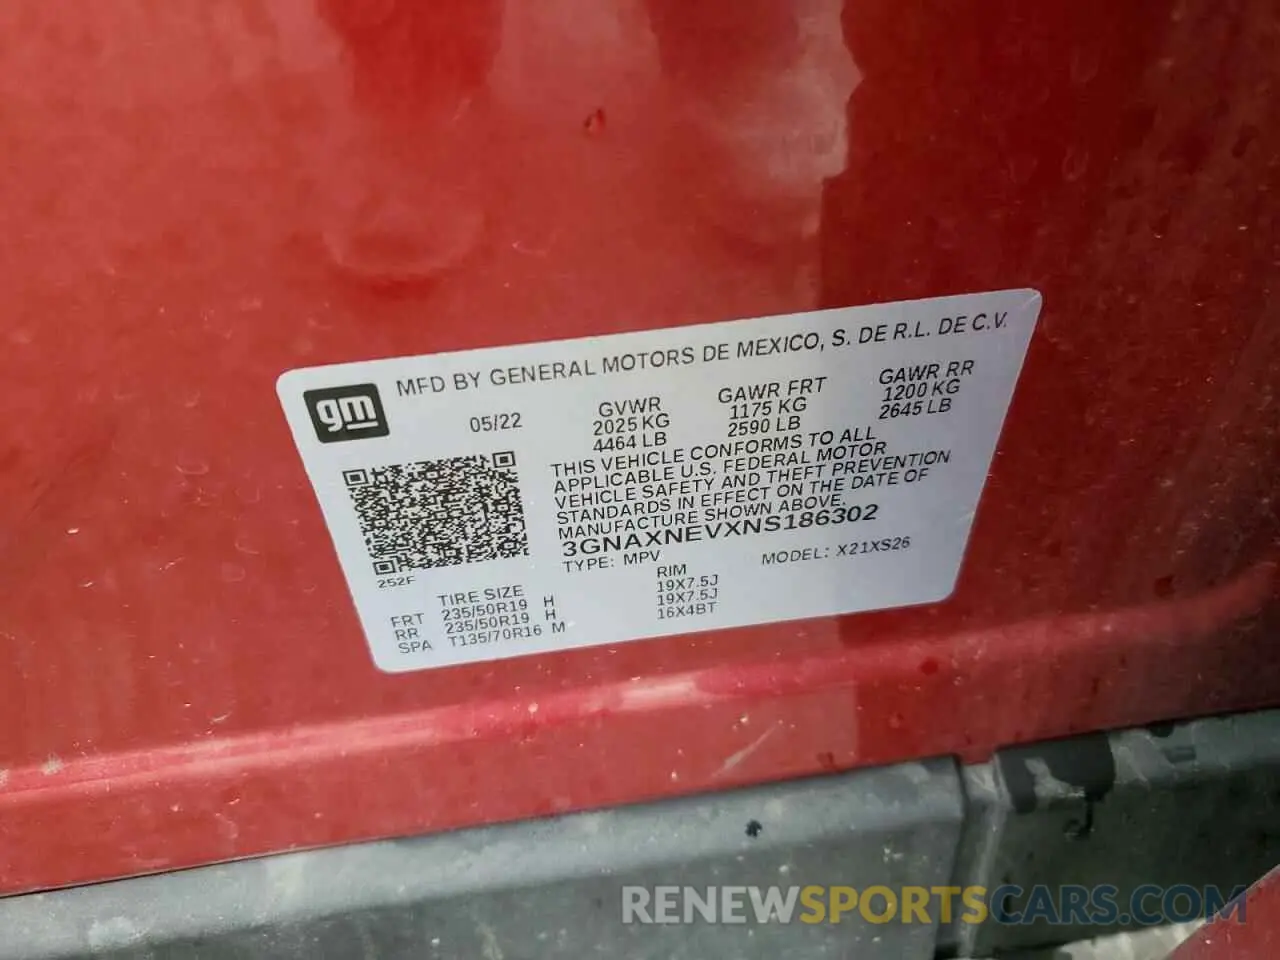 MFD BY GENERAL MOTORS DE MEXICO, S. DE R.L. DE C.V.
gm
05/22
GVWR
2025 KG
4464 LB
GAWR FRT
1175 KG
2590 LB
GAWR RR
1200 KG
2645 LB
THIS VEHICLE CONFORMS TO ALL
APPLICABLE U.S. FEDERAL MOTOR
VEHICLE SAFETY AND THEFT PREVENTION
STANDARDS IN EFFECT ON THE DATE OF
MANUFACTURE SHOWN ABOVE.
3GNAXNEVXNS186302
TYPE: MPV MODEL: X21XS26
252F
TIRE SIZE RIM
FRT 235/50R19 H 19X7.5J
RR 235/50R19 H 19X7.5J
SPA T135/70R16 M 16X4BT
RENEWSPORTSCARS.COM